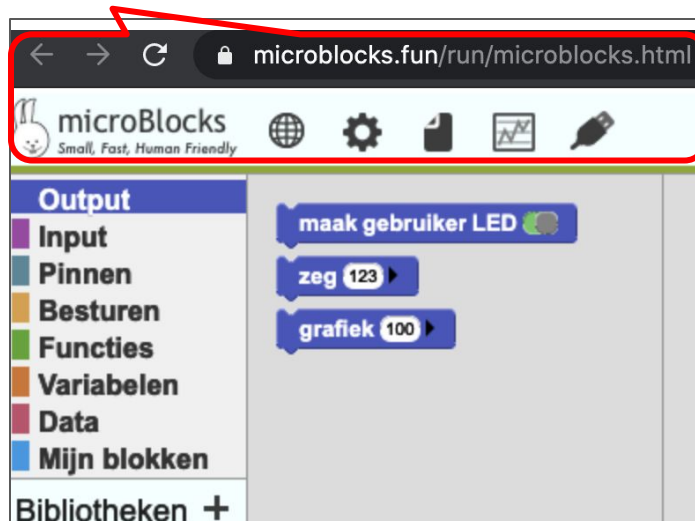 microblocks.fun/run/microblocks.html
microBlocks
Small, Fast, Human Friendly
Output
Input
Pinnen
Besturen
Functies
Variabelen
Data
Mijn blokken
Bibliotheken +
maak gebruiker LED
zeg 123
grafiek 100